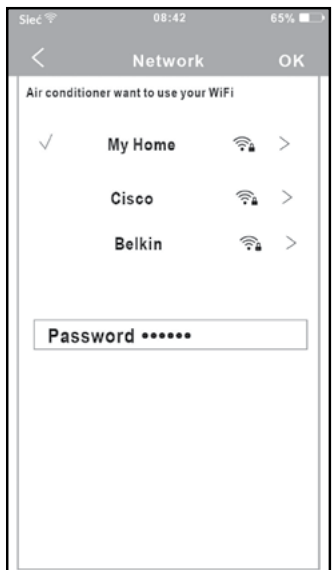 Sieć 08:42 65%
< Network OK
Air conditioner want to use your WiFi
✓ My Home >
Cisco >
Belkin >
Password ••••••